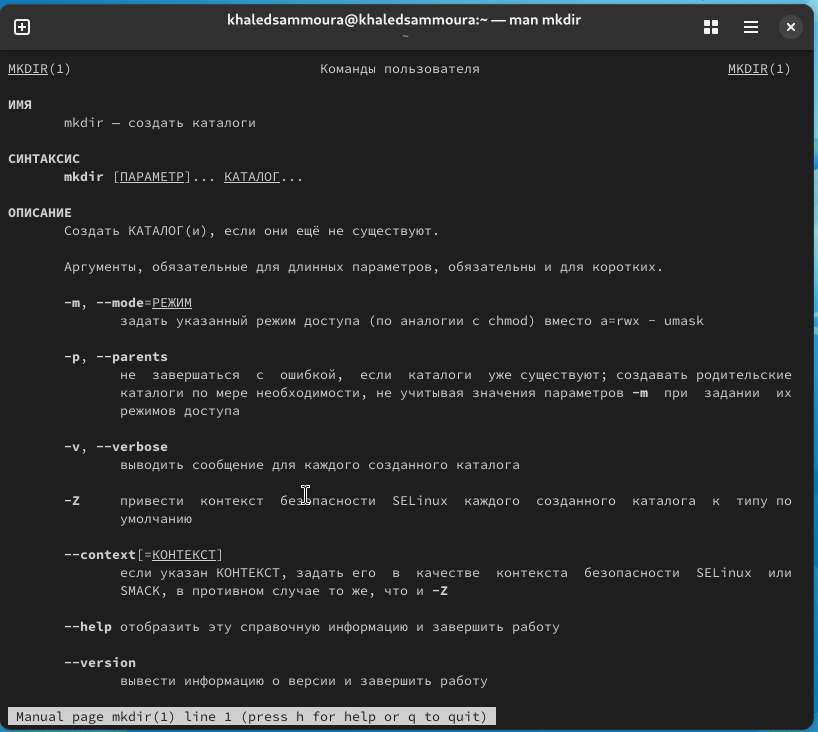 khaledsammoura@khaledsammoura:~ — man mkdir
~
MKDIR(1) Команды пользователя MKDIR(1)
ИМЯ
mkdir – создать каталоги
СИНТАКСИС
mkdir [ПАРАМЕТР]... КАТАЛОГ...
ОПИСАНИЕ
Создать КАТАЛОГ(и), если они ещё не существуют.
Аргументы, обязательные для длинных параметров, обязательны и для коротких.
-m, --mode=РЕЖИМ
задать указанный режим доступа (по аналогии с chmod) вместо a=rwx - umask
-p, --parents
не завершаться с ошибкой, если каталоги уже существуют; создавать родительские
каталоги по мере необходимости, не учитывая значения параметров -m при задании их
режимов доступа
-v, --verbose
выводить сообщение для каждого созданного каталога
-Z привести контекст безопасности SELinux каждого созданного каталога к типу по
умолчанию
--context[=КОНТЕКСТ]
если указан КОНТЕКСТ, задать его в качестве контекста безопасности SELinux или
SMACK, в противном случае то же, что и -Z
--help отобразить эту справочную информацию и завершить работу
--version
вывести информацию о версии и завершить работу
Manual page mkdir(1) line 1 (press h for help or q to quit)